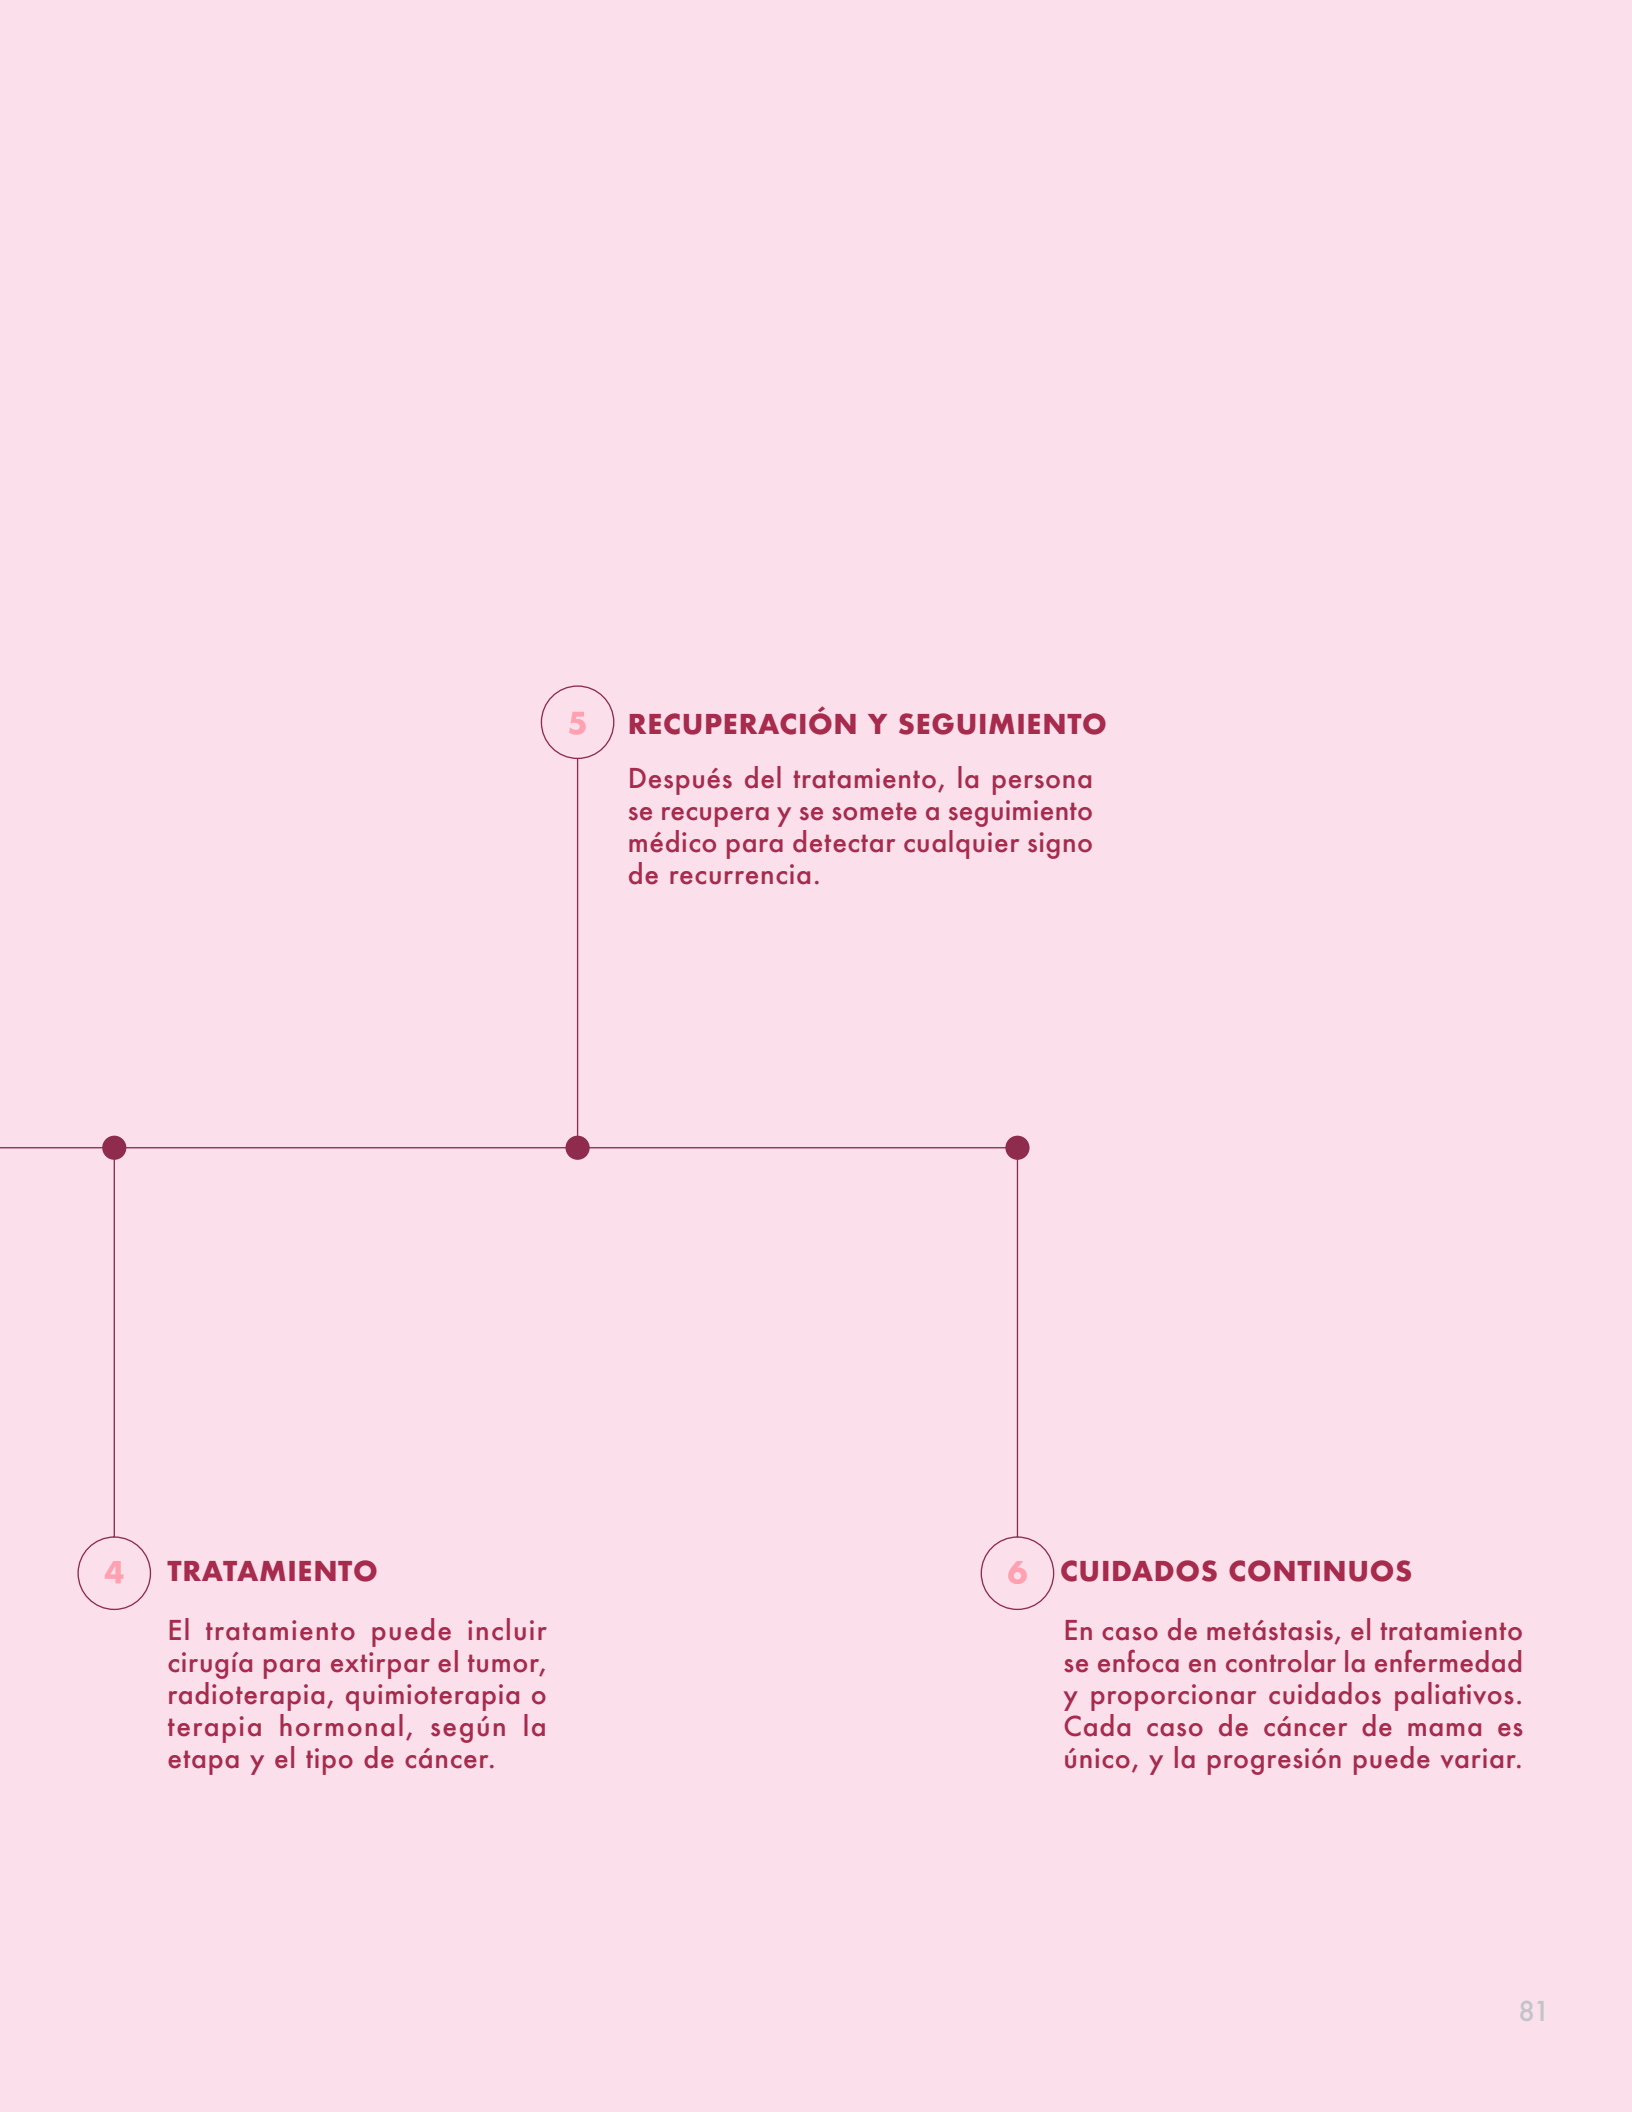 5
RECUPERACIÓN Y SEGUIMIENTO
Después del tratamiento, la persona
se recupera y se somete a seguimiento
médico para detectar cualquier signo
de recurrencia.
4
TRATAMIENTO
El tratamiento puede incluir
cirugía para extirpar el tumor,
radioterapia, quimioterapia o
terapia hormonal, según la
etapa y el tipo de cáncer.
6
CUIDADOS CONTINUOS
En caso de metástasis, el tratamiento
se enfoca en controlar la enfermedad
y proporcionar cuidados paliativos.
Cada caso de cáncer de mama es
único, y la progresión puede variar.
81